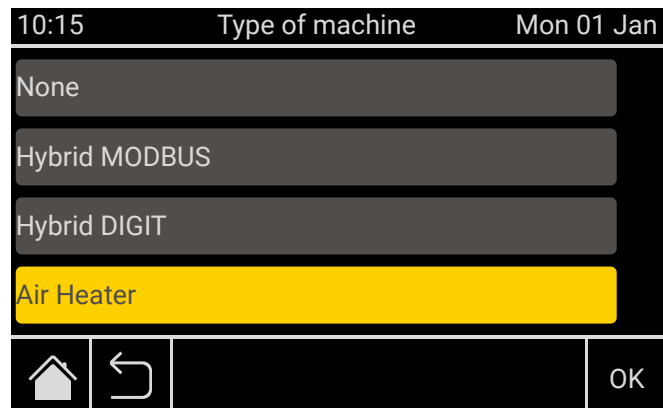 10:15 Type of machine Mon 01 Jan
None
Hybrid MODBUS
Hybrid DIGIT
Air Heater
OK